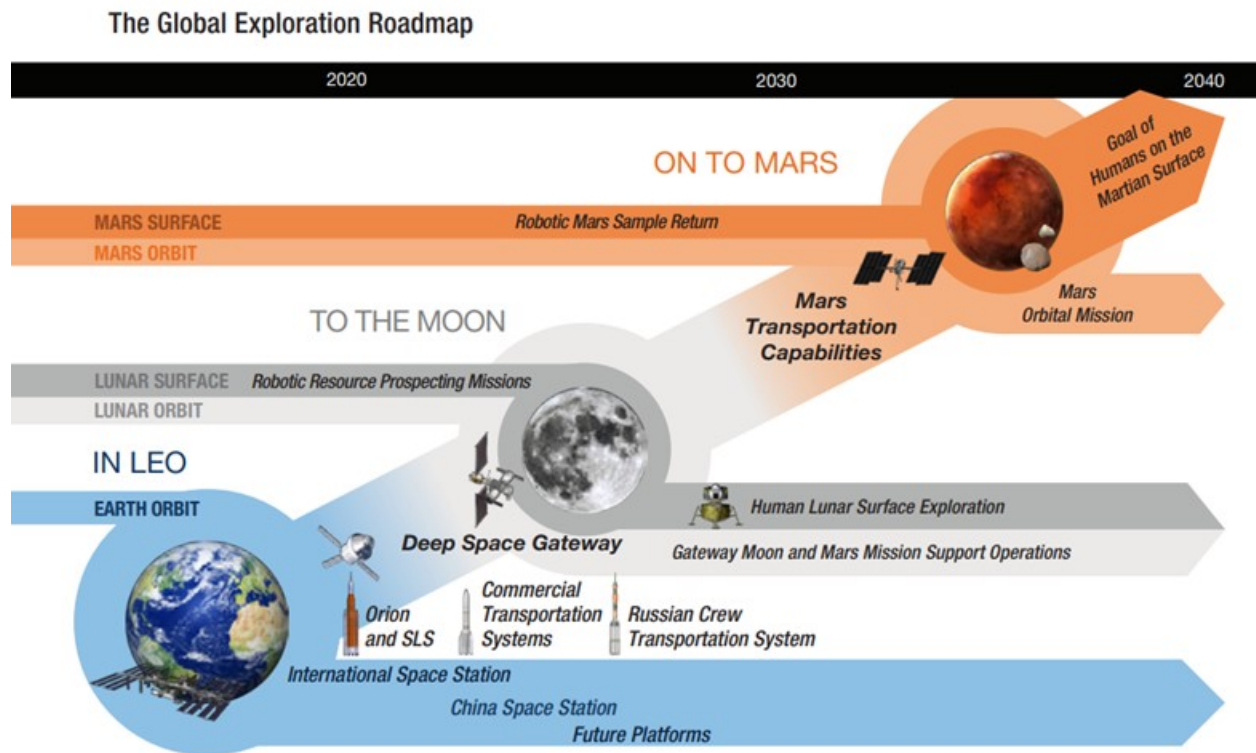 The Global Exploration Roadmap
2020 2030 2040
ON TO MARS
Goal of
Humans on the
Martian Surface
MARS SURFACE
Robotic Mars Sample Return
MARS ORBIT
Mars
Transportation
Capabilities
Mars
Orbital Mission
TO THE MOON
LUNAR SURFACE
Robotic Resource Prospecting Missions
LUNAR ORBIT
IN LEO
EARTH ORBIT
Deep Space Gateway
Human Lunar Surface Exploration
Gateway Moon and Mars Mission Support Operations
Orion
and SLS
Commercial
Transportation
Systems
Russian Crew
Transportation System
International Space Station
China Space Station
Future Platforms